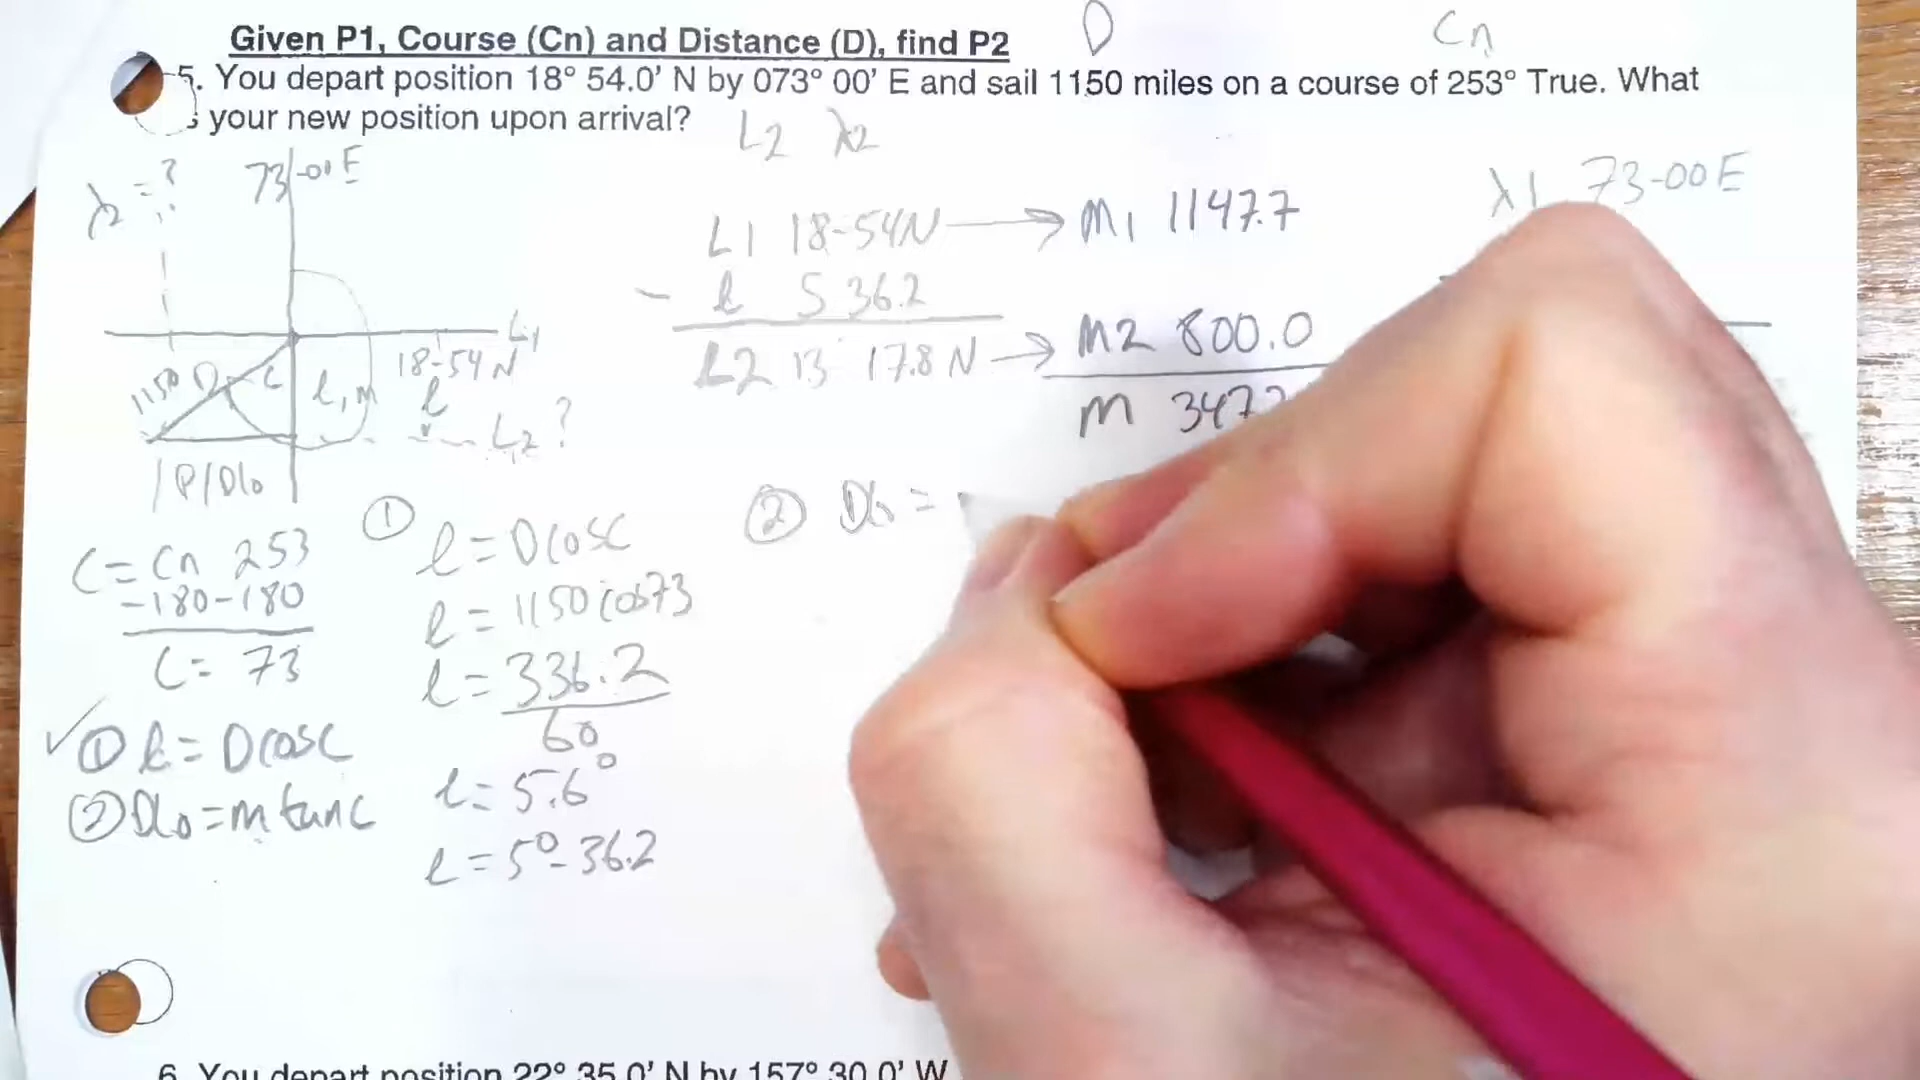 Given P1, Course (Cn) and Distance (D), find P2
D
Cn
5. You depart position 18° 54.0' N by 073° 00' E and sail 1150 miles on a course of 253° True. What
your new position upon arrival?
L2 λ2
λ2 = ?
73-00 E
L1 18-54N → M1 1147.7
λ1 73-00E
- l 5 36.2
L2 13 17.8 N → M2 800.0
m 347.7
L1
18-54 N
1150 D
C
l, m
l
L2 ?
P/Dlo
C = Cn 253
-180 -180
C = 73
① l = D cos C
② Dlo = m tan C
① l = D cos C
l = 1150 cos 73
l = 336.2
60
l = 5.6°
l = 5°-36.2
② Dlo =
6. You depart position 22° 35.0' N by 157° 30.0' W